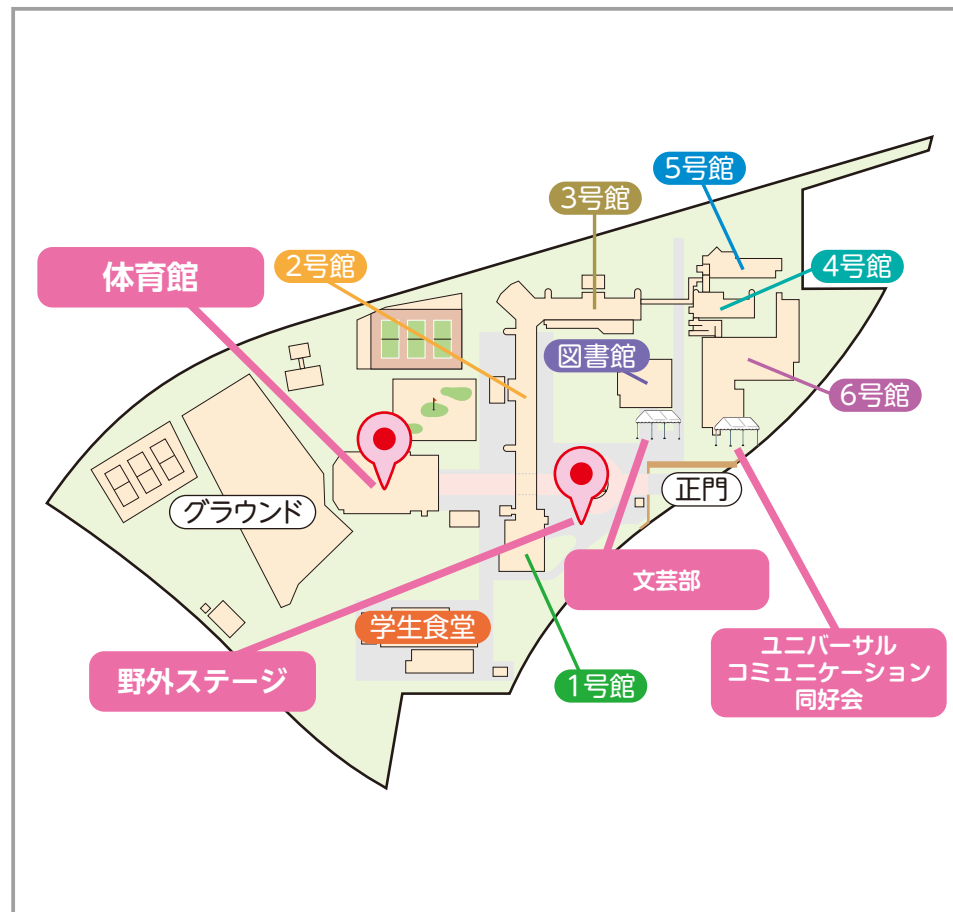 5号館
3号館
体育館
2号館
4号館
図書館
6号館
グラウンド
正門
文芸部
学生食堂
野外ステージ
1号館
ユニバーサル
コミュニケーション
同好会